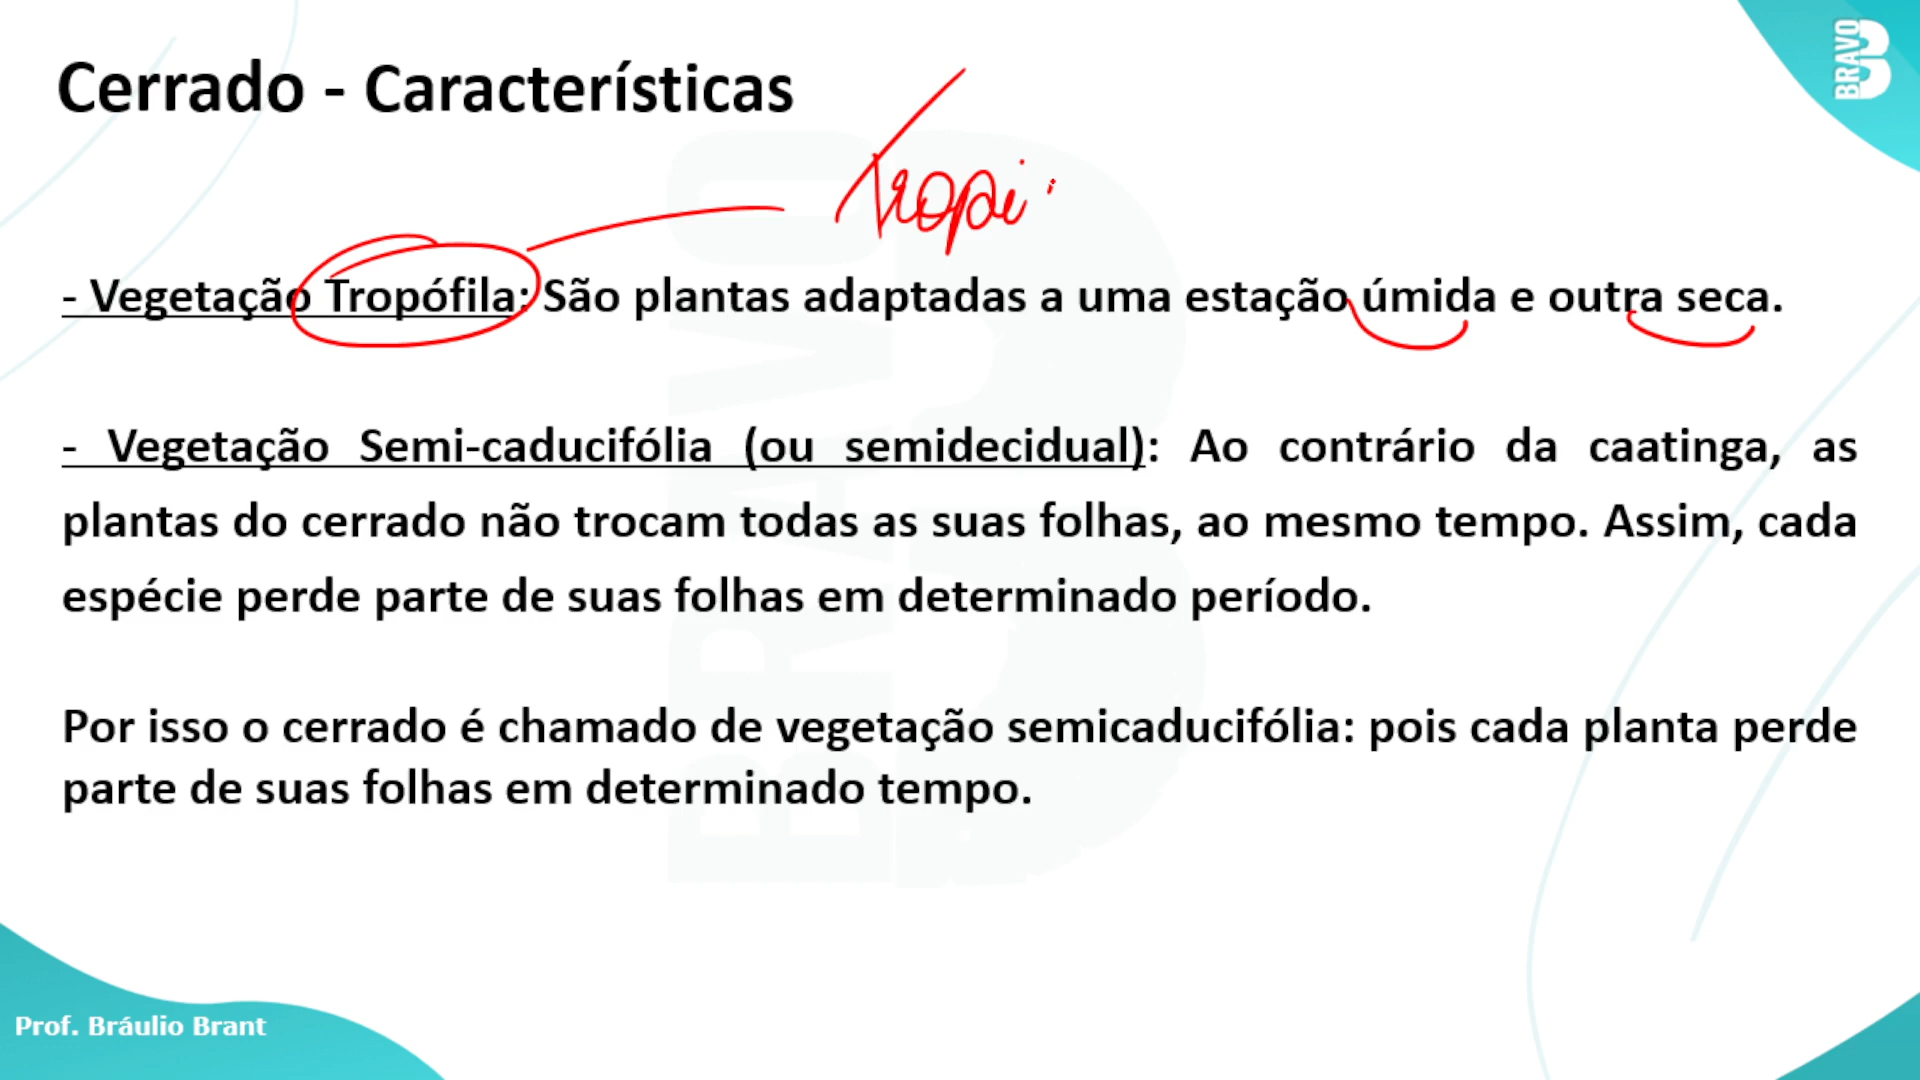 BRAVO
Cerrado - Características
Tropi
- Vegetação Tropófila: São plantas adaptadas a uma estação úmida e outra seca.
- Vegetação Semi-caducifólia (ou semidecidual): Ao contrário da caatinga, as
plantas do cerrado não trocam todas as suas folhas, ao mesmo tempo. Assim, cada
espécie perde parte de suas folhas em determinado período.
Por isso o cerrado é chamado de vegetação semicaducifólia: pois cada planta perde
parte de suas folhas em determinado tempo.
BRAVO
Prof. Bráulio Brant